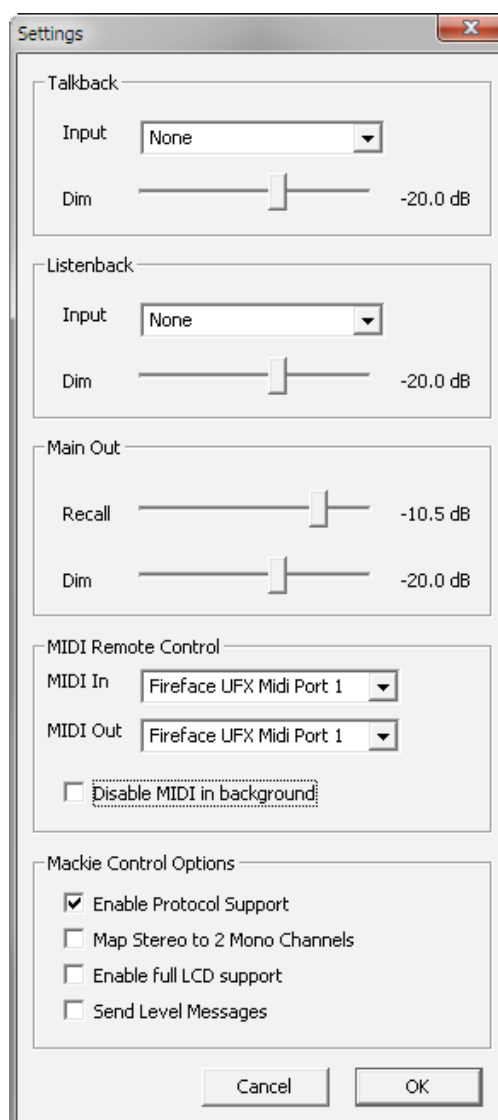 Settings
Talkback
Input None
Dim -20.0 dB
Listenback
Input None
Dim -20.0 dB
Main Out
Recall -10.5 dB
Dim -20.0 dB
MIDI Remote Control
MIDI In Fireface UFX Midi Port 1
MIDI Out Fireface UFX Midi Port 1
Disable MIDI in background
Mackie Control Options
Enable Protocol Support
Map Stereo to 2 Mono Channels
Enable full LCD support
Send Level Messages
Cancel OK